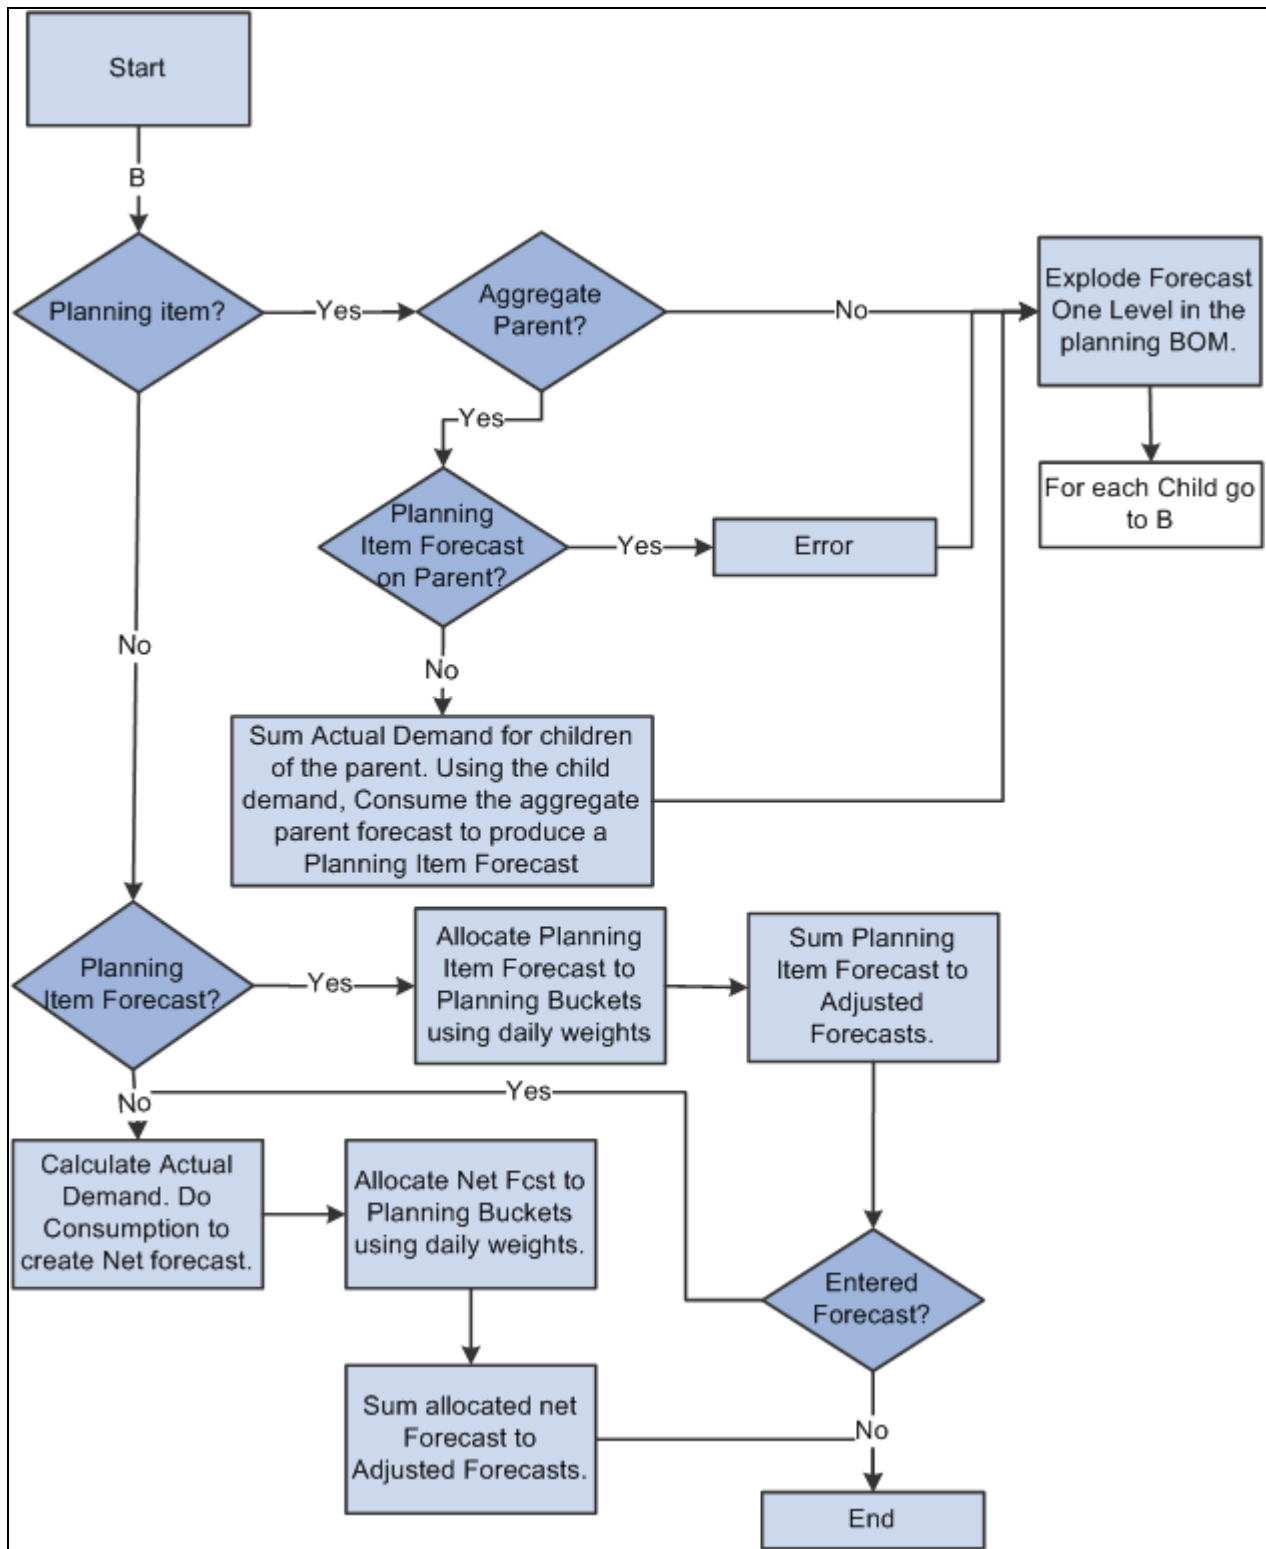 Start
B
Planning item?
Yes
Aggregate
Parent?
No
Explode Forecast
One Level in the
planning BOM.
Yes
For each Child go
to B
Planning
Item Forecast
on Parent?
Yes
Error
No
No
Sum Actual Demand for children
of the parent. Using the child
demand, Consume the aggregate
parent forecast to produce a
Planning Item Forecast
Planning
Item Forecast?
Yes
Allocate Planning
Item Forecast to
Planning Buckets
using daily weights
Sum Planning
Item Forecast to
Adjusted
Forecasts.
No
Yes
Calculate Actual
Demand. Do
Consumption to
create Net forecast.
Allocate Net Fcst to
Planning Buckets
using daily weights.
Entered
Forecast?
Sum allocated net
Forecast to
Adjusted Forecasts.
No
End